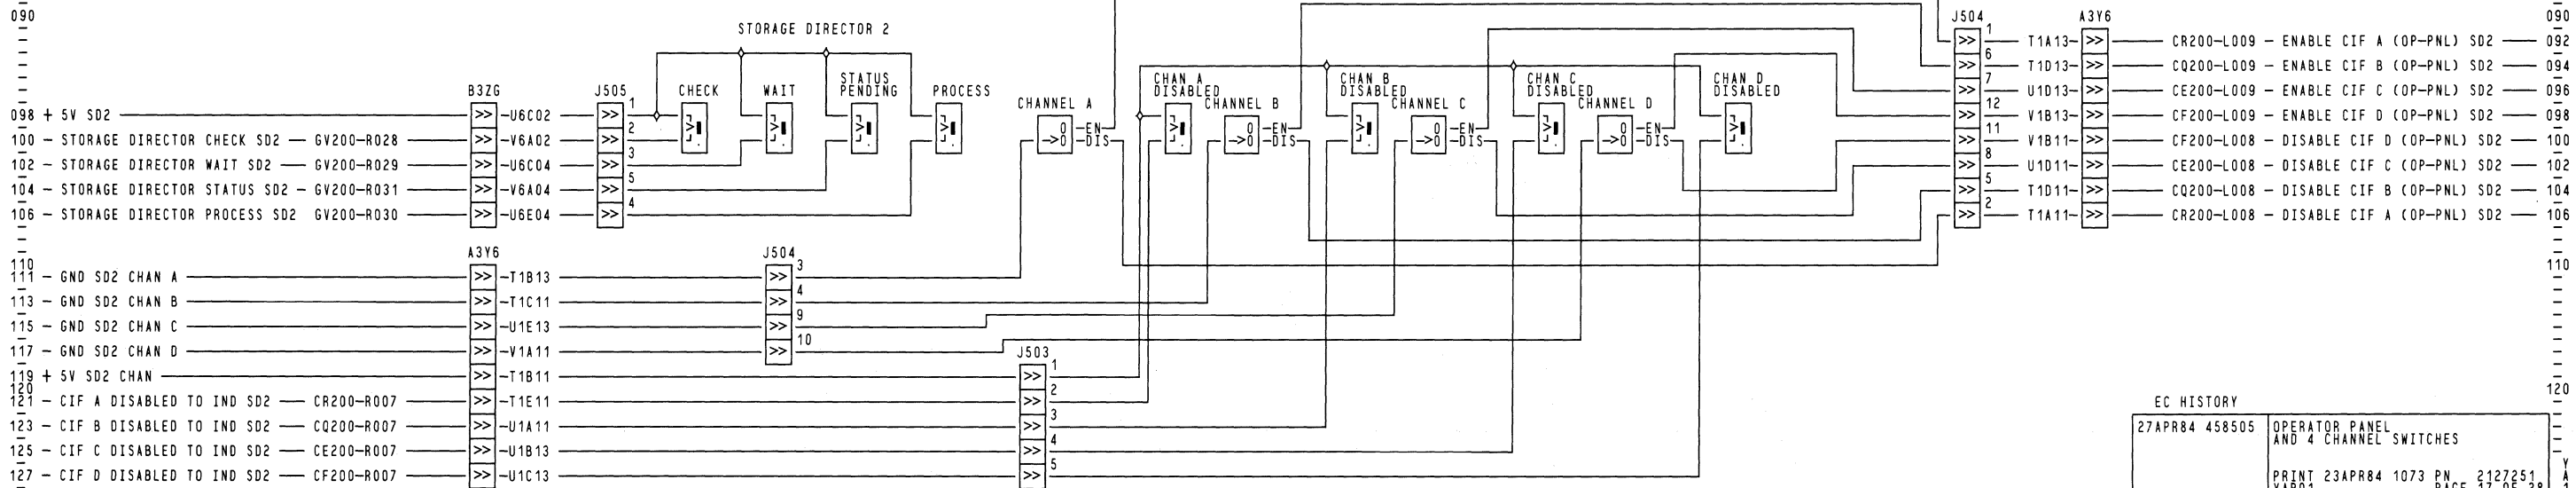 090 J504 A3Y6 090
STORAGE DIRECTOR 2
1 >> T1A13 >> CR200-L009 - ENABLE CIF A (OP-PNL) SD2 092
6 >> T1D13 >> CQ200-L009 - ENABLE CIF B (OP-PNL) SD2 094
7 >> U1D13 >> CE200-L009 - ENABLE CIF C (OP-PNL) SD2 096
12 >> V1B13 >> CF200-L009 - ENABLE CIF D (OP-PNL) SD2 098
11 >> V1B11 >> CF200-L008 - DISABLE CIF D (OP-PNL) SD2 100
8 >> U1D11 >> CE200-L008 - DISABLE CIF C (OP-PNL) SD2 102
5 >> T1D11 >> CQ200-L008 - DISABLE CIF B (OP-PNL) SD2 104
2 >> T1A11 >> CR200-L008 - DISABLE CIF A (OP-PNL) SD2 106
110
B3ZG J505 CHECK WAIT STATUS PENDING PROCESS
CHANNEL A CHAN A DISABLED CHANNEL B CHAN B DISABLED CHANNEL C CHAN C DISABLED CHANNEL D CHAN D DISABLED
0 ->0 EN DIS 0 ->0 EN DIS 0 ->0 EN DIS 0 ->0 EN DIS
098 + 5V SD2 >> U6C02 >> 1
100 - STORAGE DIRECTOR CHECK SD2 GV200-R028 >> V6A02 >> 2
102 - STORAGE DIRECTOR WAIT SD2 GV200-R029 >> U6C04 >> 3
104 - STORAGE DIRECTOR STATUS SD2 - GV200-R031 >> V6A04 >> 5
106 - STORAGE DIRECTOR PROCESS SD2 GV200-R030 >> U6E04 >> 4
110 A3Y6 J504
111 - GND SD2 CHAN A >> T1B13 >> 3
113 - GND SD2 CHAN B >> T1C11 >> 4
115 - GND SD2 CHAN C >> U1E13 >> 9
117 - GND SD2 CHAN D >> V1A11 >> 10
J503
119 + 5V SD2 CHAN >> T1B11 >> 1
120 120
121 - CIF A DISABLED TO IND SD2 CR200-R007 >> T1E11 >> 2
123 - CIF B DISABLED TO IND SD2 CQ200-R007 >> U1A11 >> 3
125 - CIF C DISABLED TO IND SD2 CE200-R007 >> U1B13 >> 4
127 - CIF D DISABLED TO IND SD2 CF200-R007 >> U1C13 >> 5
EC HISTORY
27APR84 458505 OPERATOR PANEL
AND 4 CHANNEL SWITCHES
PRINT 23APR84 1073 PN 2127251